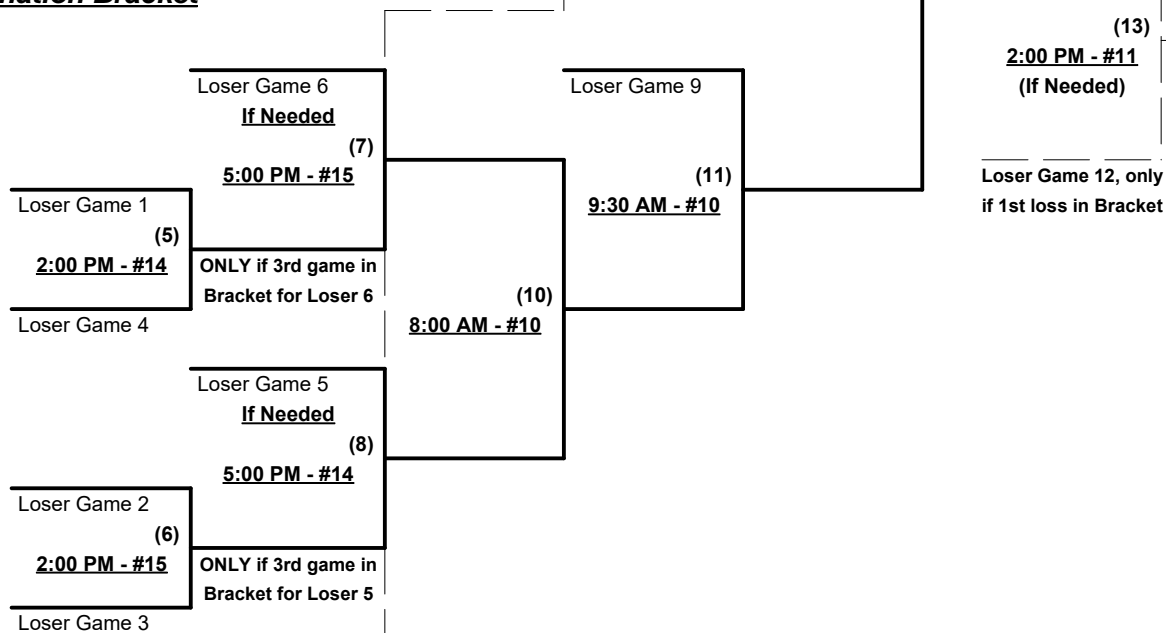 (13)
2:00 PM - #11
(If Needed)
Loser Game 12, only
if 1st loss in Bracket
Loser Game 6
If Needed
(7)
5:00 PM - #15
Loser Game 9
(11)
9:30 AM - #10
Loser Game 1
(5)
2:00 PM - #14
Loser Game 4
ONLY if 3rd game in
Bracket for Loser 6
(10)
8:00 AM - #10
Loser Game 5
If Needed
(8)
5:00 PM - #14
Loser Game 2
(6)
2:00 PM - #15
Loser Game 3
ONLY if 3rd game in
Bracket for Loser 5